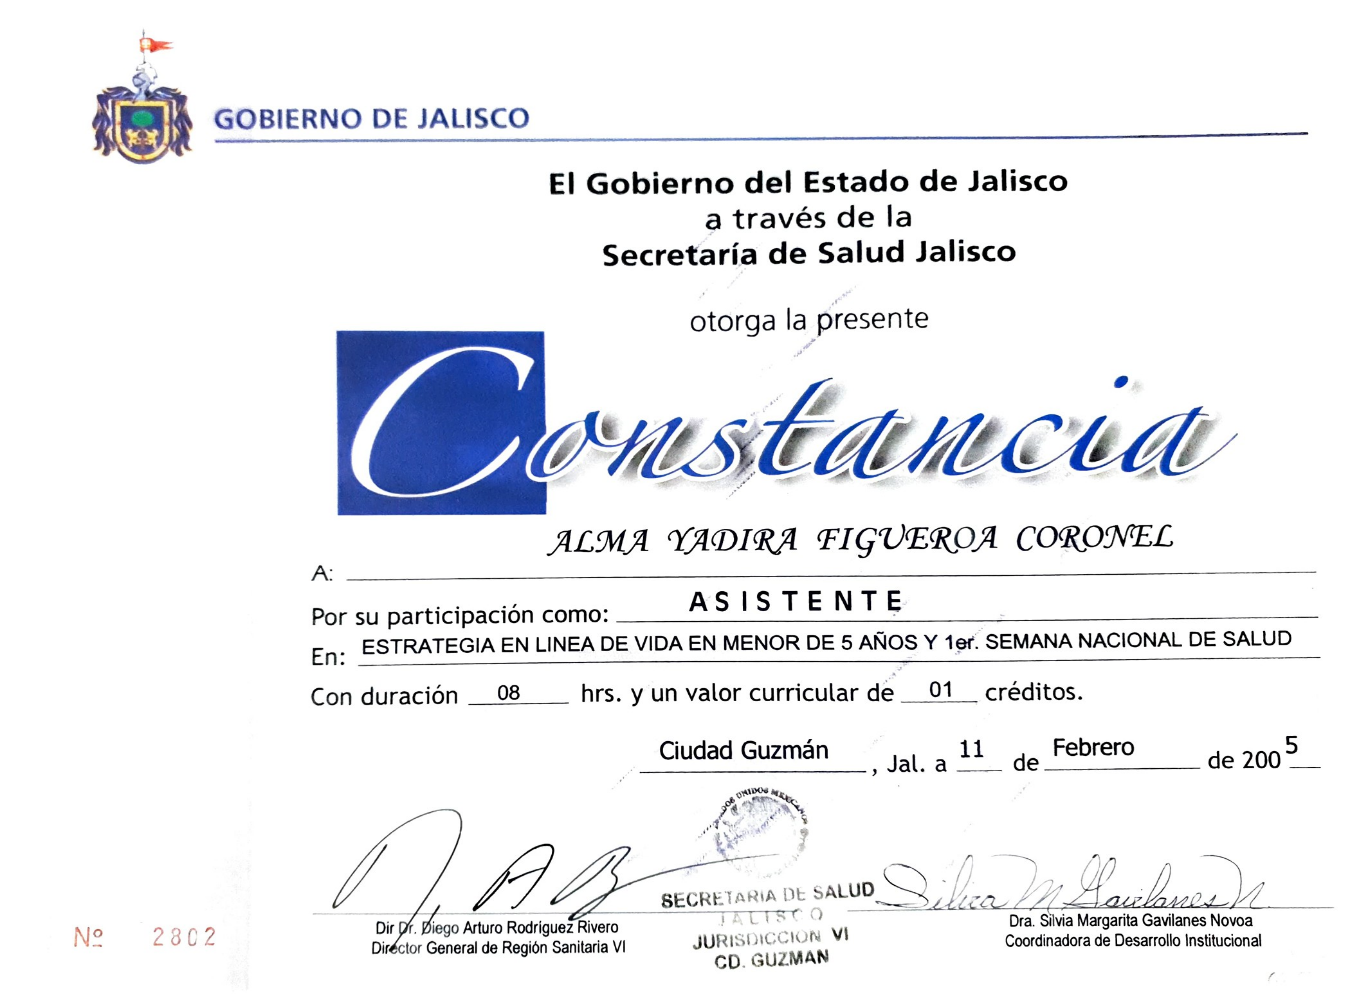 GOBIERNO DE JALISCO
El Gobierno del Estado de Jalisco
a través de la
Secretaría de Salud Jalisco
otorga la presente
Constancia
ALMA YADIRA FIGUEROA CORONEL
A:
Por su participación como: ASISTENTE
En: ESTRATEGIA EN LINEA DE VIDA EN MENOR DE 5 AÑOS Y 1er. SEMANA NACIONAL DE SALUD
Con duración 08 hrs. y un valor curricular de 01 créditos.
Ciudad Guzmán, Jal. a 11 de Febrero de 2005
UNIDOS MEXICANOS
Silvia M Gavilanes N
SECRETARIA DE SALUD
JALISCO
JURISDICCION VI
CD. GUZMAN
Dir Dr. Diego Arturo Rodríguez Rivero
Director General de Región Sanitaria VI
Dra. Silvia Margarita Gavilanes Novoa
Coordinadora de Desarrollo Institucional
Nº 2802